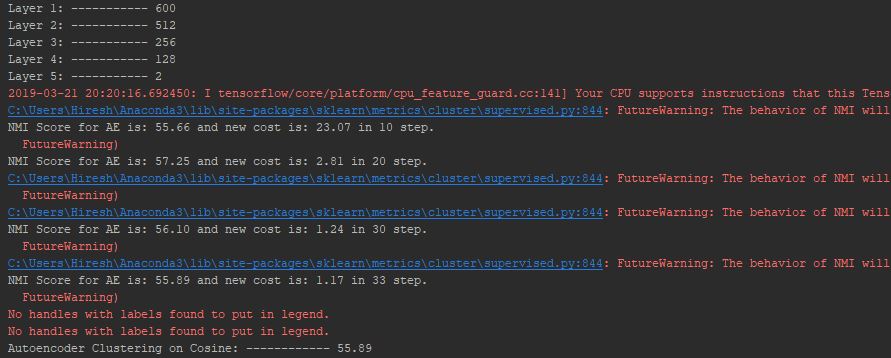 Layer 1: ----------- 600
Layer 2: ----------- 512
Layer 3: ----------- 256
Layer 4: ----------- 128
Layer 5: ----------- 2
2019-03-21 20:20:16.692450: I tensorflow/core/platform/cpu_feature_guard.cc:141] Your CPU supports instructions that this Tens
C:\Users\Hiresh\Anaconda3\lib\site-packages\sklearn\metrics\cluster\supervised.py:844: FutureWarning: The behavior of NMI will
NMI Score for AE is: 55.66 and new cost is: 23.07 in 10 step.
  FutureWarning)
NMI Score for AE is: 57.25 and new cost is: 2.81 in 20 step.
C:\Users\Hiresh\Anaconda3\lib\site-packages\sklearn\metrics\cluster\supervised.py:844: FutureWarning: The behavior of NMI will
  FutureWarning)
C:\Users\Hiresh\Anaconda3\lib\site-packages\sklearn\metrics\cluster\supervised.py:844: FutureWarning: The behavior of NMI will
NMI Score for AE is: 56.10 and new cost is: 1.24 in 30 step.
  FutureWarning)
C:\Users\Hiresh\Anaconda3\lib\site-packages\sklearn\metrics\cluster\supervised.py:844: FutureWarning: The behavior of NMI will
NMI Score for AE is: 55.89 and new cost is: 1.17 in 33 step.
  FutureWarning)
No handles with labels found to put in legend.
No handles with labels found to put in legend.
Autoencoder Clustering on Cosine: ------------ 55.89